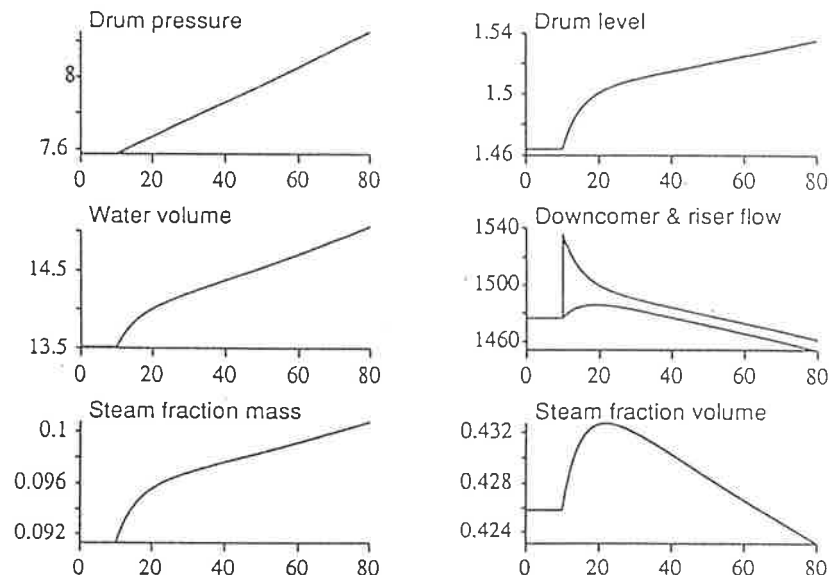 Drum pressure
8
7.6
0 20 40 60 80
Drum level
1.54
1.5
1.46
0 20 40 60 80
Water volume
14.5
13.5
0 20 40 60 80
Downcomer & riser flow
1540
1500
1460
0 20 40 60 80
Steam fraction mass
0.1
0.096
0.092
0 20 40 60 80
Steam fraction volume
0.432
0.428
0.424
0 20 40 60 80